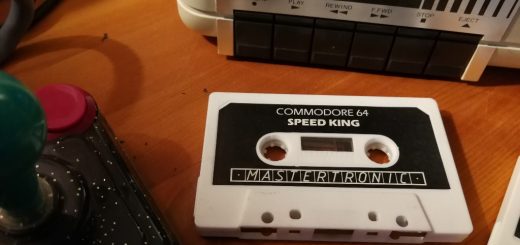 PLAY
REWIND
F.FWD
STOP
EJECT
COMMODORE 64
SPEED KING
MASTERTRONIC